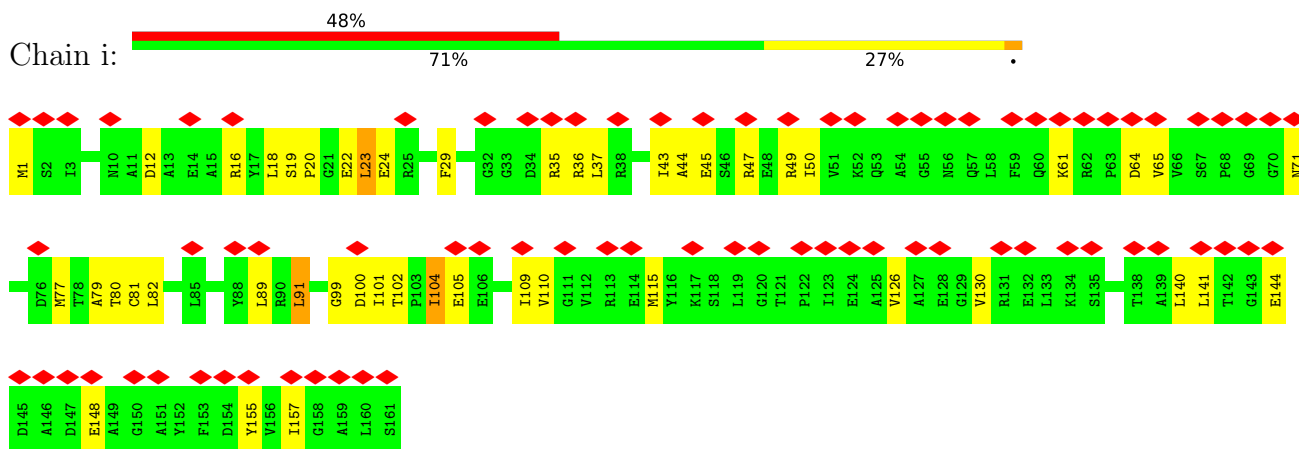 48%
Chain i:
71% 27% •
M1 S2 I3 N10 A11 D12 A13 E14 A15 R16 Y17 L18 S19 P20 G21 E22 L23 E24 R25 F29 G32 G33 D34 R35 R36 L37 R38 I43 A44 E45 S46 R47 E48 R49 I50 V51 K52 Q53 A54 G55 N56 Q57 L58 F59 Q60 K61 R62 P63 D64 V65 V66 S67 P68 G69 G70 N71
D76 M77 T78 A79 T80 C81 L82 L85 Y88 L89 R90 L91 G99 D100 I101 T102 P103 I104 E105 E106 I109 V110 G111 V112 R113 E114 M115 Y116 K117 S118 L119 G120 T121 P122 I123 E124 A125 V126 A127 E128 G129 V130 R131 E132 L133 K134 S135 T138 A139 L140 L141 T142 G143 E144
D145 A146 D147 E148 A149 G150 A151 Y152 F153 D154 Y155 V156 I157 G158 A159 L160 S161